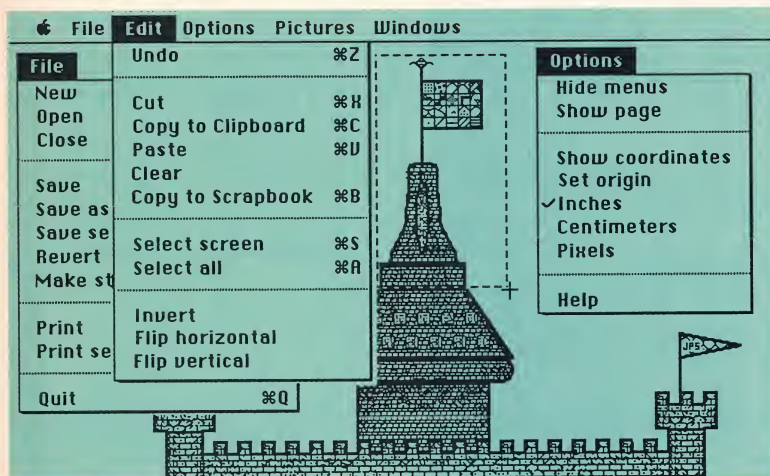 File Edit Options Pictures Windows
File
New
Open
Close
Save
Save as
Save se
Revert
Make st
Print
Print se
Quit ⌘Q
Undo ⌘Z
Cut ⌘X
Copy to Clipboard ⌘C
Paste ⌘V
Clear
Copy to Scrapbook ⌘B
Select screen ⌘S
Select all ⌘A
Invert
Flip horizontal
Flip vertical
Options
Hide menus
Show page
Show coordinates
Set origin
✓Inches
Centimeters
Pixels
Help
JPS